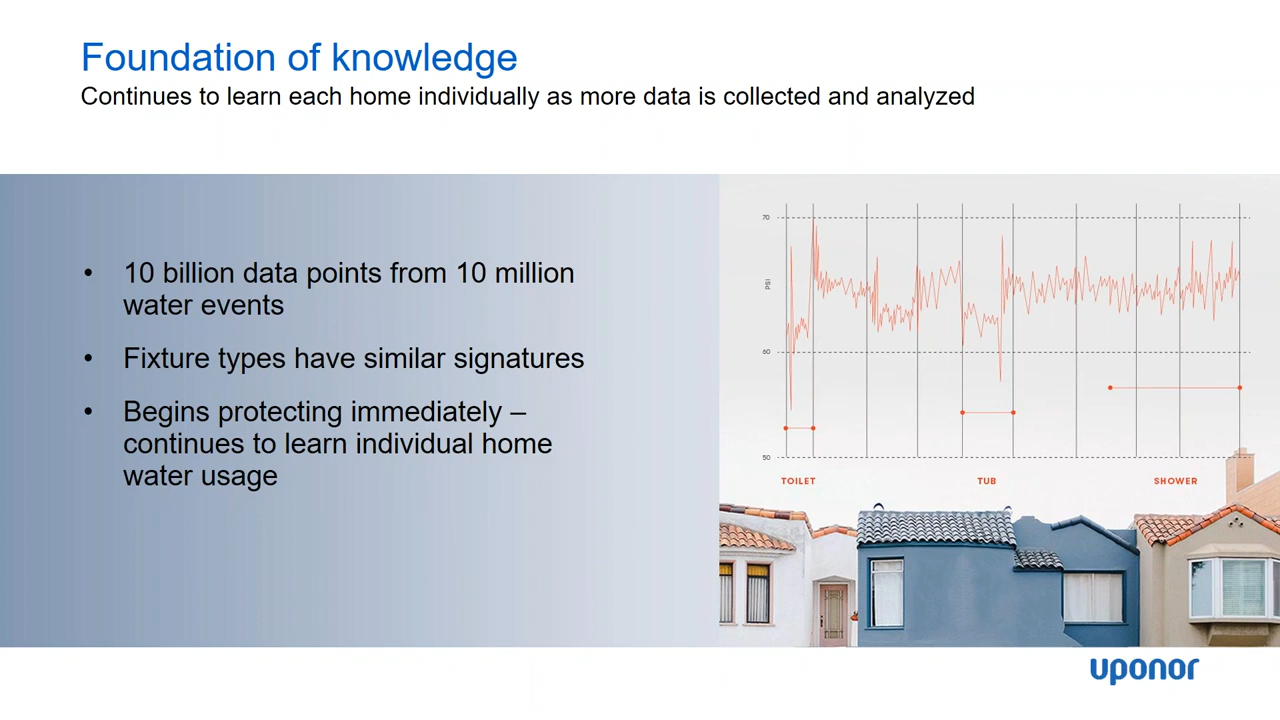 Foundation of knowledge
Continues to learn each home individually as more data is collected and analyzed
• 10 billion data points from 10 million
water events
• Fixture types have similar signatures
• Begins protecting immediately –
continues to learn individual home
water usage
70
PSI
60
50
TOILET
TUB
SHOWER
uponor